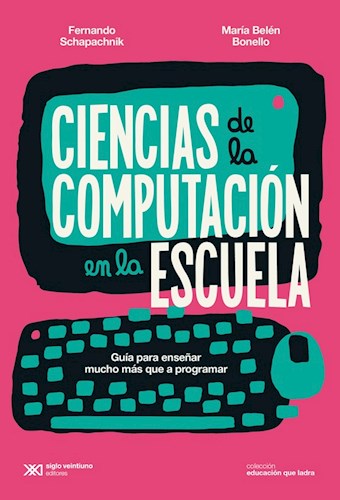 Fernando
Schapachnik
María Belén
Bonello
CIENCIAS de
la
COMPUTACIÓN
en la ESCUELA
Guía para enseñar
mucho más que a programar
siglo veintiuno
editores
colección
educación que ladra